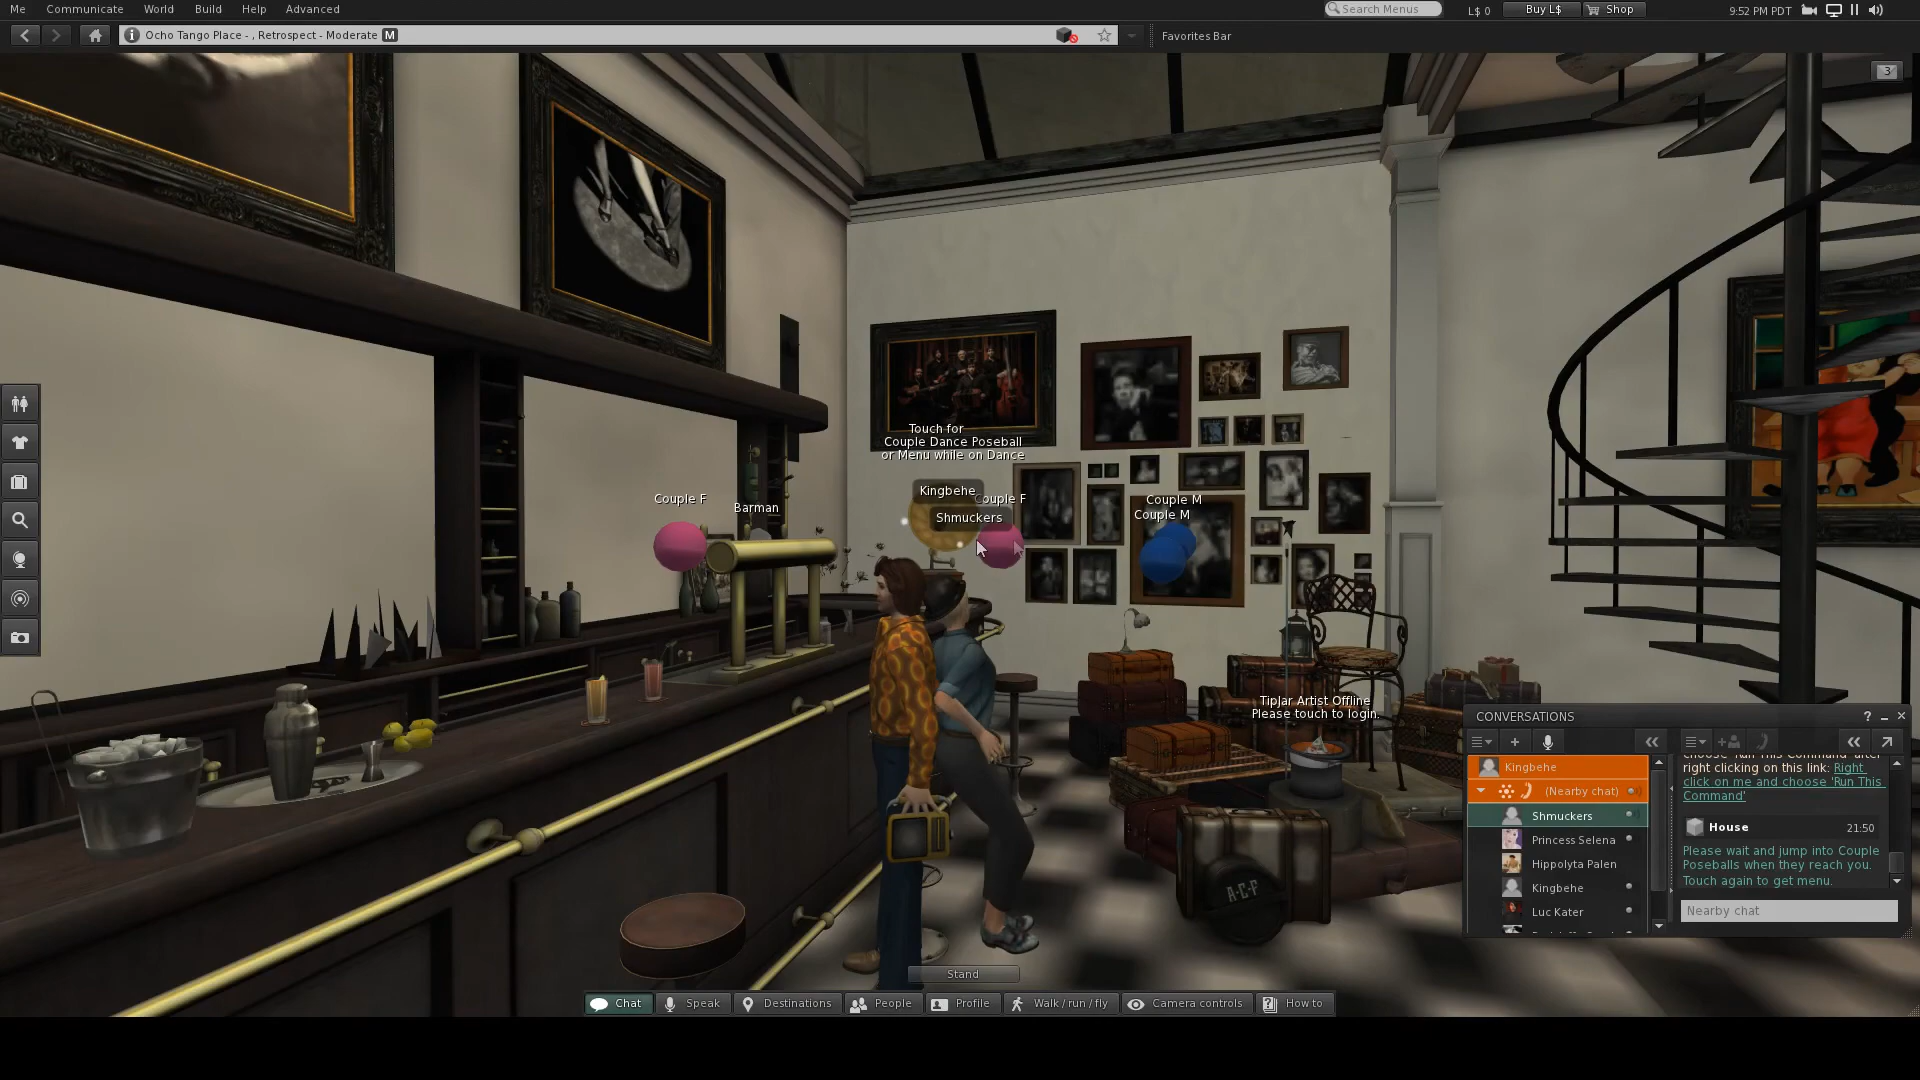 Me Communicate World Build Help Advanced
Search Menus
L$ 0
Buy L$
Shop
9:52 PM PDT
Ocho Tango Place - , Retrospect - Moderate M
Favorites Bar
3
Touch for
Couple Dance Poseball
or Menu while on Dance
Kingbehe
Couple F
Couple F
Couple M
Barman
Shmuckers
Couple M
TipJar Artist Offline
Please touch to login.
A-C-F
CONVERSATIONS
Kingbehe
(Nearby chat)
Shmuckers
Princess Selena
Hippolyta Palen
Kingbehe
Luc Kater
choose 'Run This Command' after
right clicking on this link: Right
click on me and choose 'Run This
Command'
House 21:50
Please wait and jump into Couple
Poseballs when they reach you.
Touch again to get menu.
Nearby chat
Stand
Chat Speak Destinations People Profile Walk / run / fly Camera controls How to